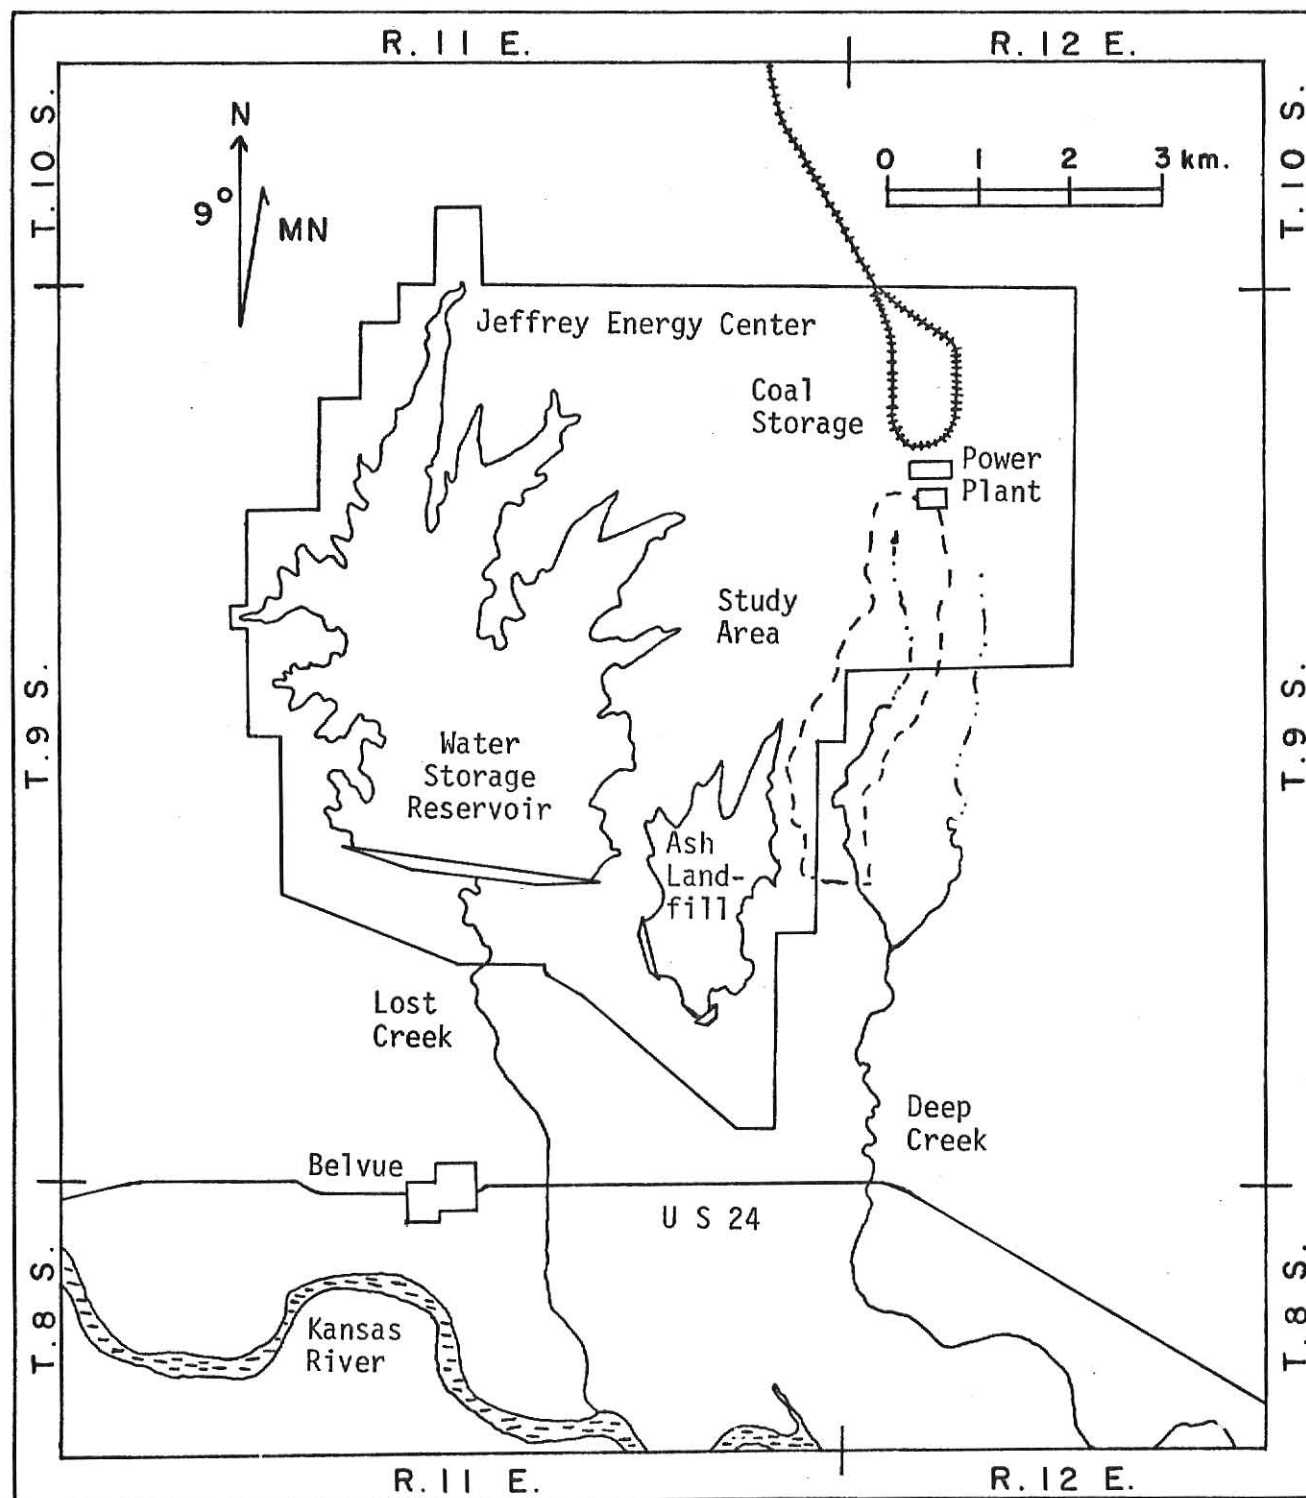 R. 11 E.
R. 12 E.
T. 10 S.
T. 10 S.
N
9°
MN
0 1 2 3 km.
Jeffrey Energy Center
Coal
Storage
Power
Plant
Study
Area
T. 9 S.
T. 9 S.
Water
Storage
Reservoir
Ash
Land-
fill
Lost
Creek
Deep
Creek
Belvue
U S 24
T. 8 S.
T. 8 S.
Kansas
River
R. 11 E.
R. 12 E.